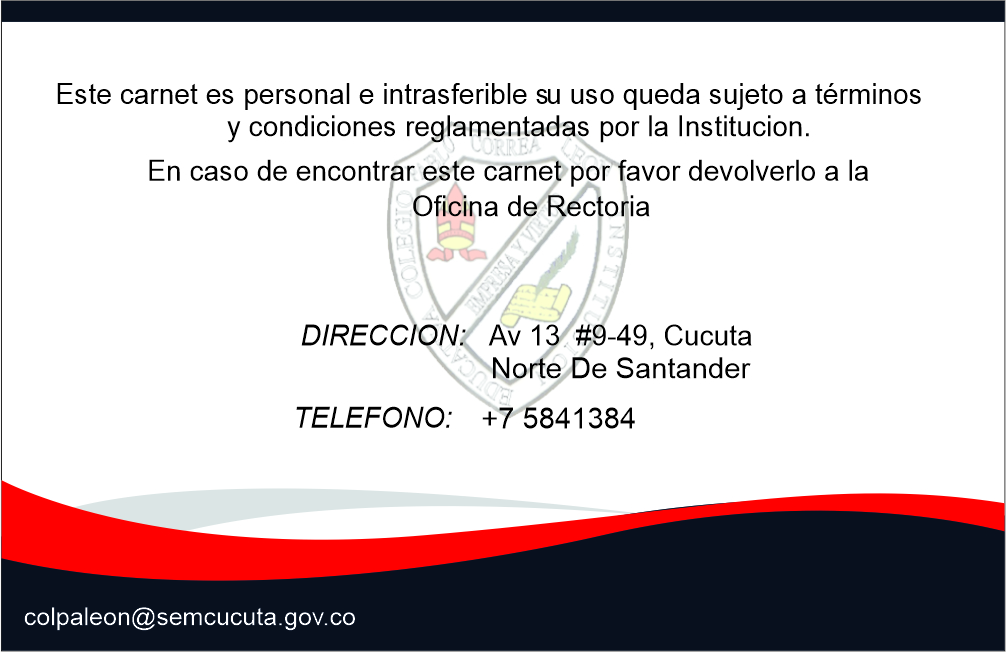 Este carnet es personal e intrasferible su uso queda sujeto a términos
y condiciones reglamentadas por la Institucion.
En caso de encontrar este carnet por favor devolverlo a la
Oficina de Rectoria
COLEGIO PABLO CORREA LEON
INSTITUCION EDUCATIVA
EMPRESA Y VIRTUD
DIRECCION: Av 13 #9-49, Cucuta
Norte De Santander
TELEFONO: +7 5841384
colpaleon@semcucuta.gov.co